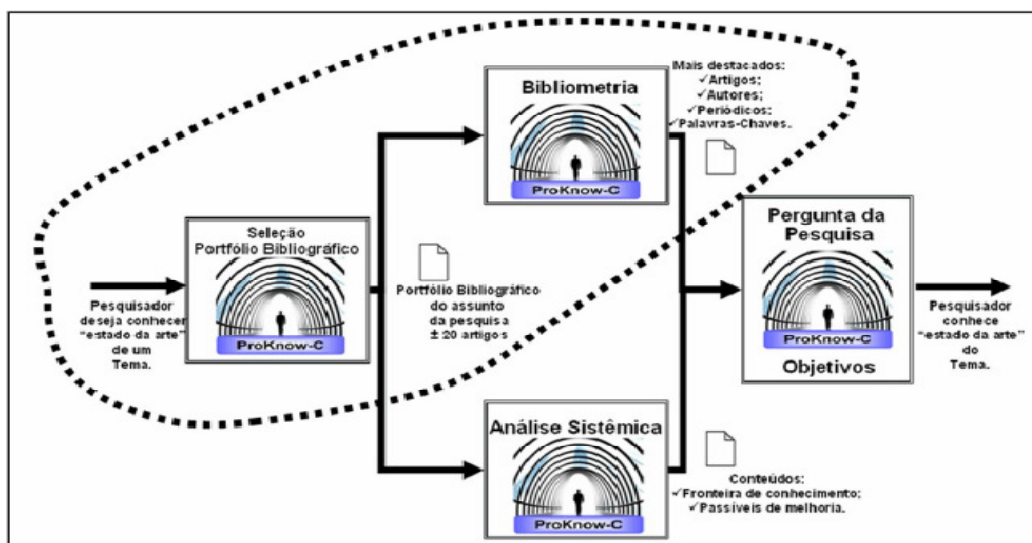 Pesquisador
deseja conhecer
"estado da arte"
de um
Tema.
Seleção
Portfólio Bibliográfico
ProKnow-C
Portfólio Bibliográfico
do assunto
da pesquisa
±20 artigos
Bibliometria
ProKnow-C
Mais destacados:
✓Artigos;
✓Autores;
✓Periódicos;
✓Palavras-Chaves.
Análise Sistêmica
ProKnow-C
Conteúdos:
✓Fronteira de conhecimento;
✓Passíveis de melhoria.
Pergunta da
Pesquisa
ProKnow-C
Objetivos
Pesquisador
conhece
"estado da arte"
do
Tema.